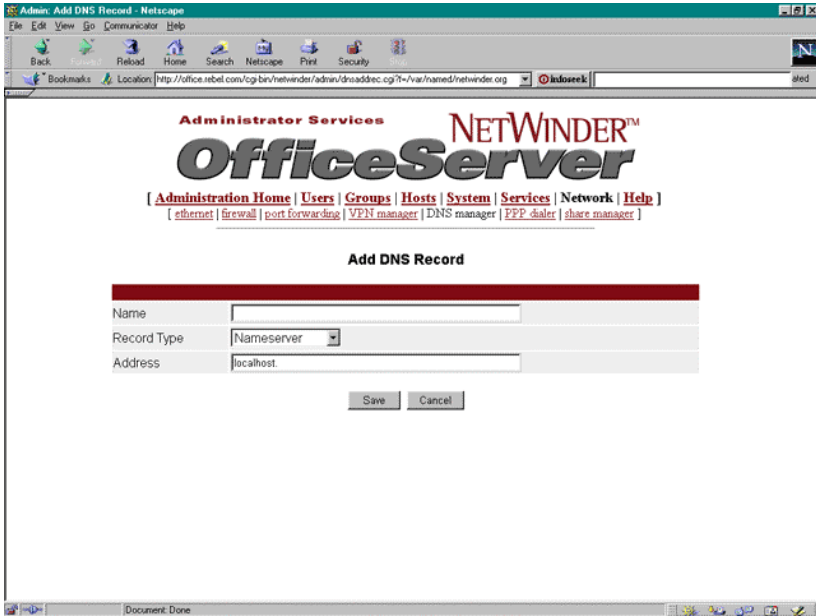 Admin: Add DNS Record - Netscape
File Edit View Go Communicator Help
Back Forward Reload Home Search Netscape Print Security Stop
Bookmarks Location: http://office.rebel.com/cgi-bin/netwinder/admin/dnsaddrec.cgi?f=/var/named/netwinder.org infoseek ated
Administrator Services NETWINDER™
OfficeServer
[ Administration Home | Users | Groups | Hosts | System | Services | Network | Help ]
[ ethernet | firewall | port forwarding | VPN manager | DNS manager | PPP dialer | share manager ]
Add DNS Record
Name
Record Type Nameserver
Address localhost.
Save Cancel
Document: Done